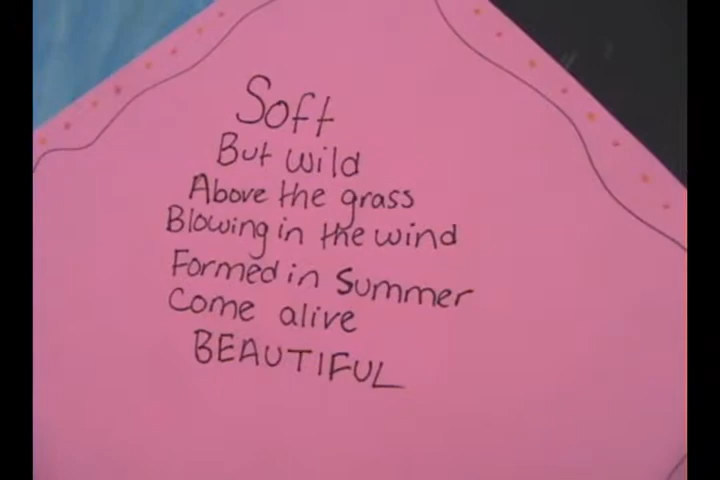 Soft
But wild
Above the grass
Blowing in the wind
Formed in Summer
Come alive
BEAUTIFUL